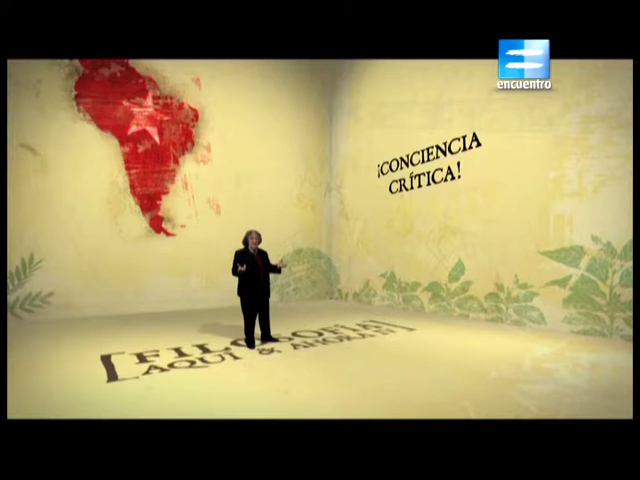 encuentro
¡CONCIENCIA
CRÍTICA!
[FILOSOFÍA
AQUÍ & AHORA